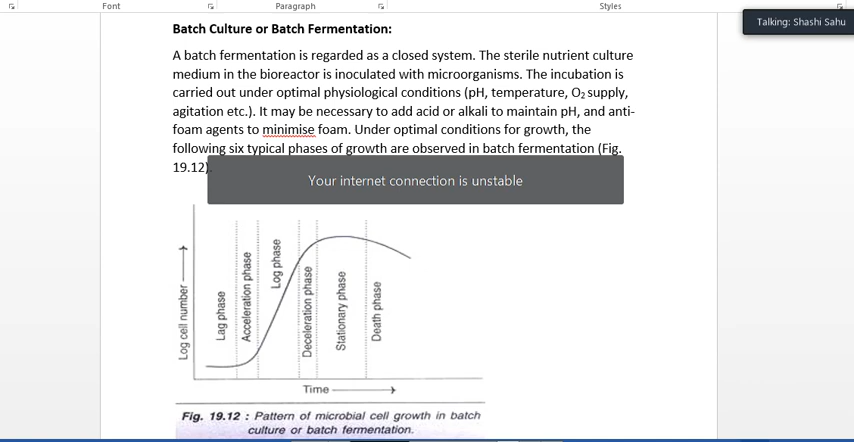 Font Paragraph Styles
Talking: Shashi Sahu
Batch Culture or Batch Fermentation:
A batch fermentation is regarded as a closed system. The sterile nutrient culture
medium in the bioreactor is inoculated with microorganisms. The incubation is
carried out under optimal physiological conditions (pH, temperature, O2 supply,
agitation etc.). It may be necessary to add acid or alkali to maintain pH, and anti-
foam agents to minimise foam. Under optimal conditions for growth, the
following six typical phases of growth are observed in batch fermentation (Fig.
19.12).
Your internet connection is unstable
Log cell number
Lag phase
Acceleration phase
Log phase
Deceleration phase
Stationary phase
Death phase
Time
Fig. 19.12 : Pattern of microbial cell growth in batch
culture or batch fermentation.